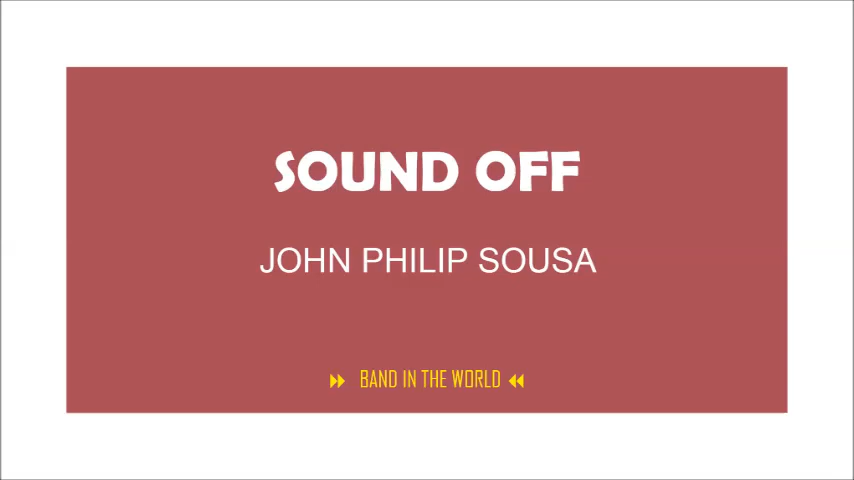 SOUND OFF
JOHN PHILIP SOUSA
BAND IN THE WORLD